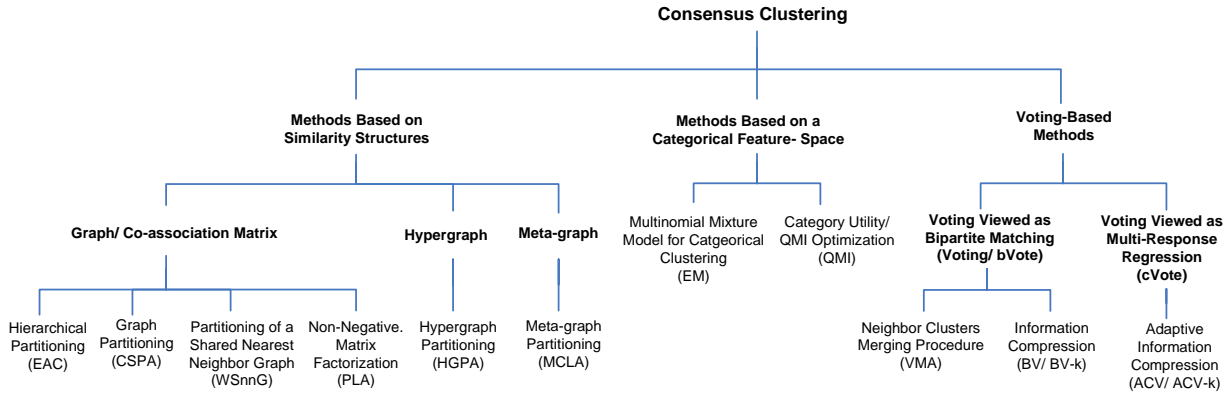 Consensus Clustering
Methods Based on
Similarity Structures
Methods Based on a
Categorical Feature- Space
Voting-Based
Methods
Graph/ Co-association Matrix
Hypergraph
Meta-graph
Multinomial Mixture
Model for Catgeorical
Clustering
(EM)
Category Utility/
QMI Optimization
(QMI)
Voting Viewed as
Bipartite Matching
(Voting/ bVote)
Voting Viewed as
Multi-Response
Regression
(cVote)
Hierarchical
Partitioning
(EAC)
Graph
Partitioning
(CSPA)
Partitioning of a
Shared Nearest
Neighbor Graph
(WSnnG)
Non-Negative.
Matrix
Factorization
(PLA)
Hypergraph
Partitioning
(HGPA)
Meta-graph
Partitioning
(MCLA)
Neighbor Clusters
Merging Procedure
(VMA)
Information
Compression
(BV/ BV-k)
Adaptive
Information
Compression
(ACV/ ACV-k)